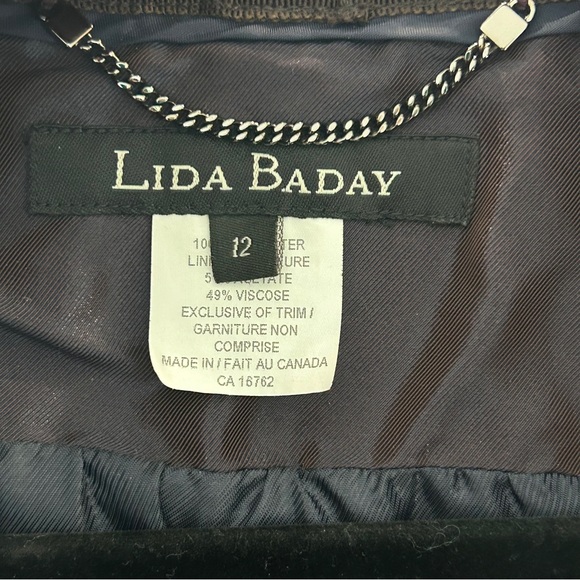 LIDA BADAY
12
49% VISCOSE
EXCLUSIVE OF TRIM /
GARNITURE NON
COMPRISE
MADE IN / FAIT AU CANADA
CA 16762